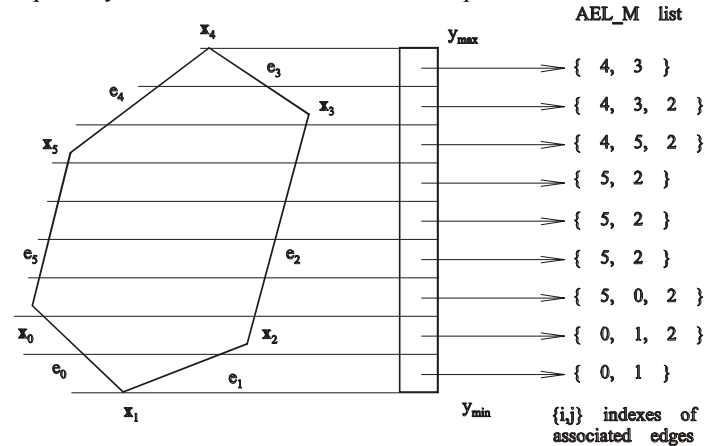 AEL_M list
x4
ymax
{ 4, 3 }
e3
e4
x3
{ 4, 3, 2 }
x5
{ 4, 5, 2 }
{ 5, 2 }
{ 5, 2 }
e5
e2
{ 5, 2 }
{ 5, 0, 2 }
x0
x2
{ 0, 1, 2 }
e0
e1
{ 0, 1 }
x1
ymin
{i,j} indexes of
associated edges